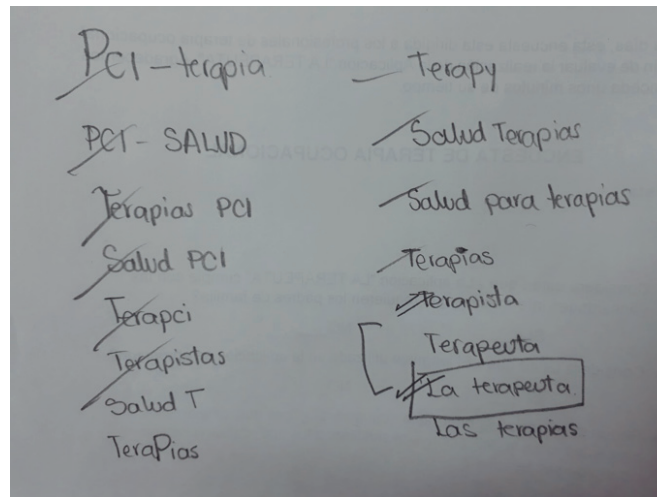 PCI - terapia
PCI - SALUD
Terapias PCI
Salud PCI
Terapci
Terapistas
Salud T
TeraPias
Terapy
Salud Terapias
Salud para terapias
Terapias
Terapista
Terapeuta
La terapeuta.
Las terapias